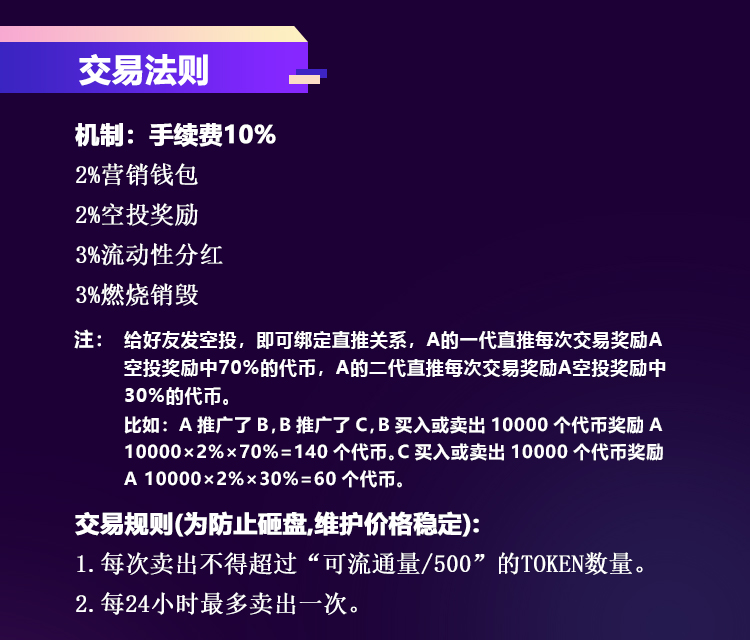 交易法则
机制：手续费10%
2%营销钱包
2%空投奖励
3%流动性分红
3%燃烧销毁
注： 给好友发空投，即可绑定直推关系，A的一代直推每次交易奖励A
空投奖励中70%的代币，A的二代直推每次交易奖励A空投奖励中
30%的代币。
比如：A 推广了 B，B 推广了 C，B 买入或卖出 10000 个代币奖励 A
10000×2%×70%=140 个代币。C 买入或卖出 10000 个代币奖励
A 10000×2%×30%=60 个代币。
交易规则(为防止砸盘,维护价格稳定)：
1.每次卖出不得超过“可流通量/500”的TOKEN数量。
2.每24小时最多卖出一次。